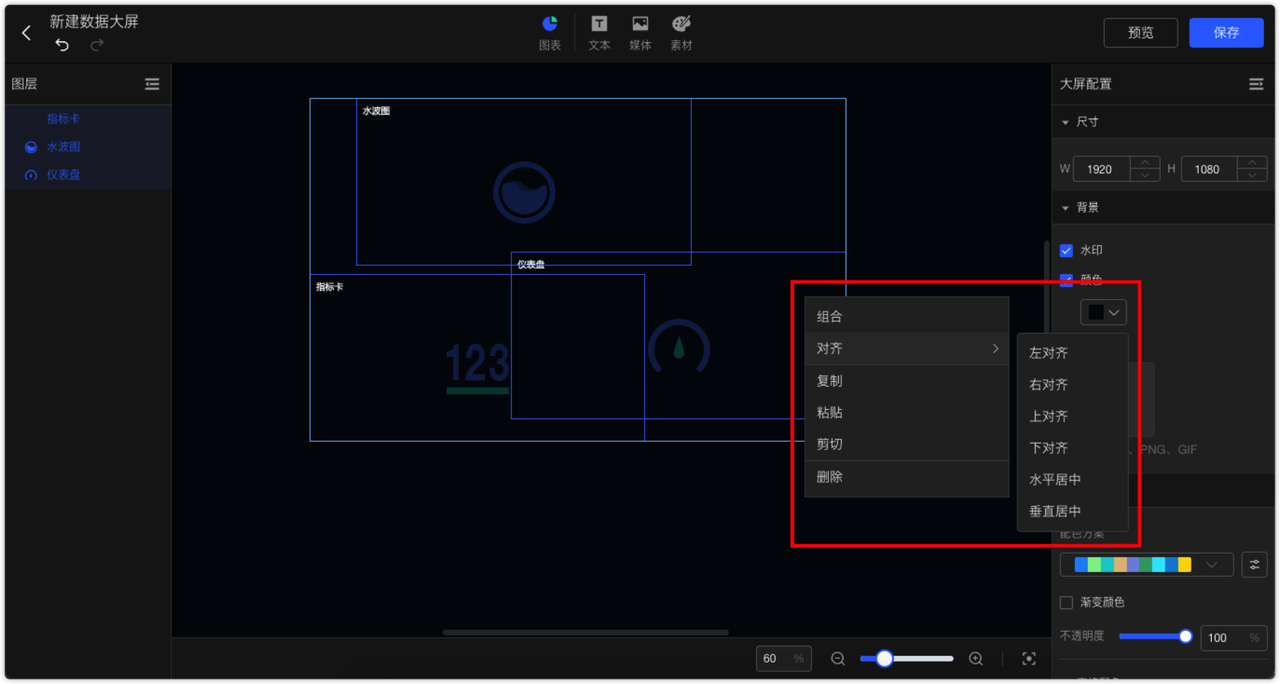 新建数据大屏
图表
文本
媒体
素材
预览
保存
图层
指标卡
水波图
仪表盘
水波图
仪表盘
指标卡
123
组合
对齐
复制
粘贴
剪切
删除
左对齐
右对齐
上对齐
下对齐
水平居中
垂直居中
大屏配置
尺寸
W 1920 H 1080
背景
水印
颜色
、PNG、GIF
配色方案
渐变颜色
不透明度 100 %
60 %